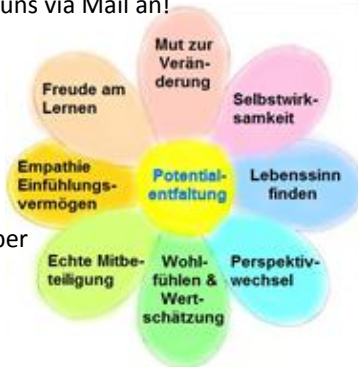 uns via Mail an!
Mut zur
Verän-
derung
Freude am
Lernen
Selbstwirk-
samkeit
Empathie
Einfühlungs-
vermögen
Potential-
entfaltung
Lebenssinn
finden
ber
Echte Mitbe-
teiligung
Wohl-
fühlen &
Wert-
schätzung
Perspektiv-
wechsel